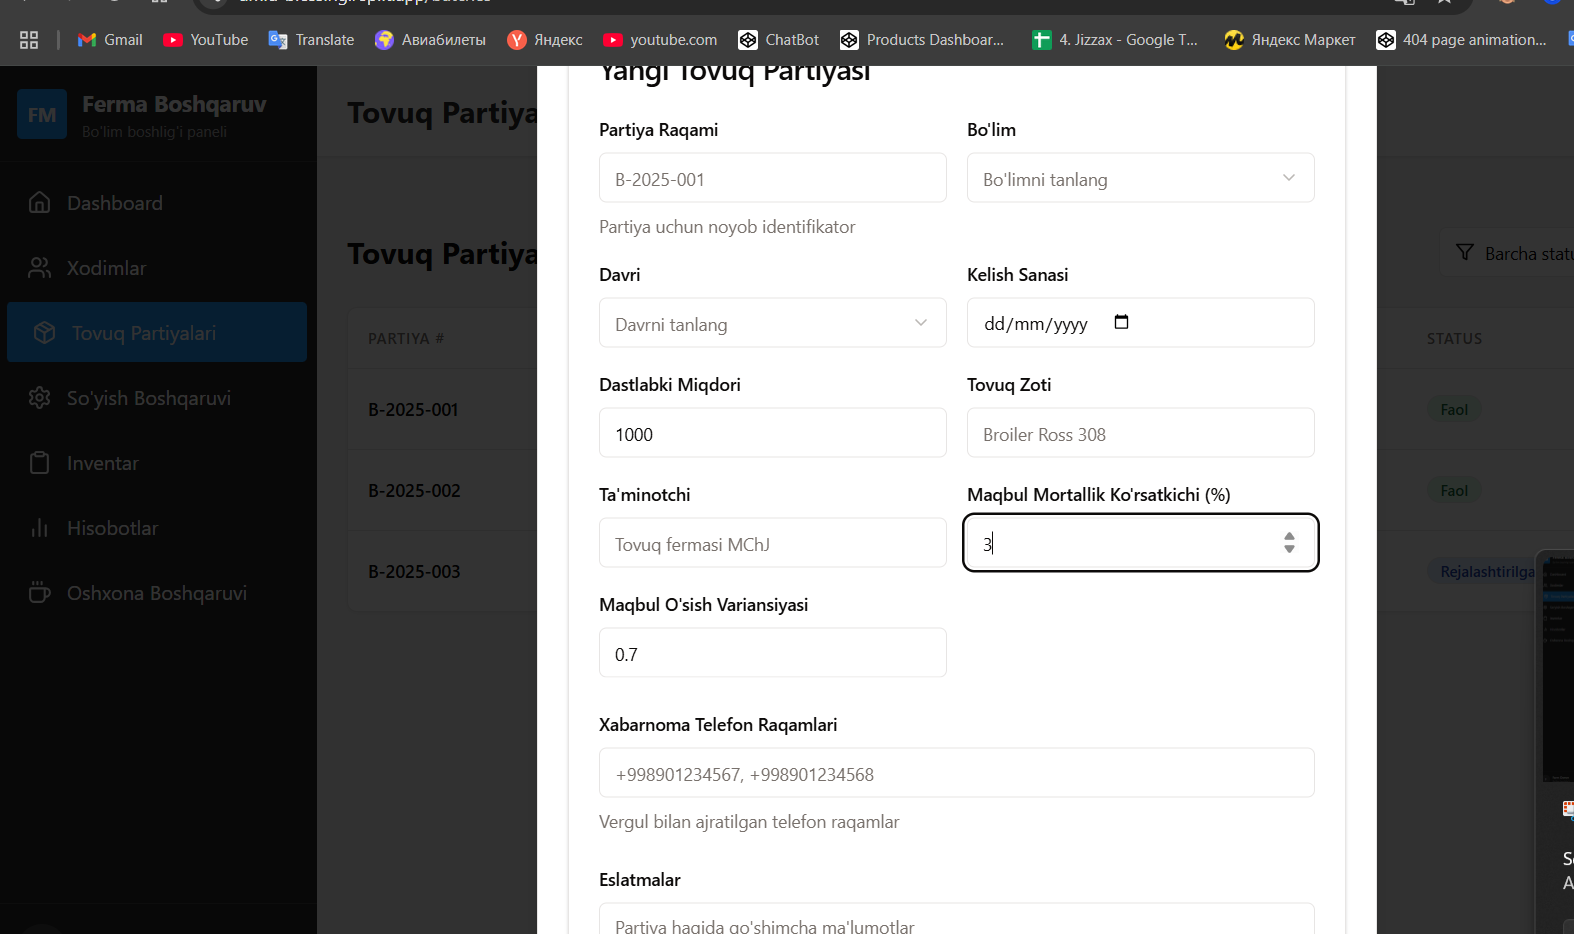 Gmail
YouTube
Translate
Авиабилеты
Яндекс
youtube.com
ChatBot
Products Dashboar...
4. Jizzax - Google T...
Яндекс Маркет
404 page animation...
FM
Ferma Boshqaruv
Bo'lim boshlig'i paneli
Dashboard
Xodimlar
Tovuq Partiyalari
So'yish Boshqaruvi
Inventar
Hisobotlar
Oshxona Boshqaruvi
Tovuq Partiya
Tovuq Partiya
Barcha statu
PARTIYA #
STATUS
B-2025-001
Faol
B-2025-002
Faol
B-2025-003
Rejalashtirilga
Yangi Tovuq Partiyasi
Partiya Raqami
B-2025-001
Partiya uchun noyob identifikator
Bo'lim
Bo'limni tanlang
Davri
Davrni tanlang
Kelish Sanasi
dd/mm/yyyy
Dastlabki Miqdori
1000
Tovuq Zoti
Broiler Ross 308
Ta'minotchi
Tovuq fermasi MChJ
Maqbul Mortallik Ko'rsatkichi (%)
3
Maqbul O'sish Variansiyasi
0.7
Xabarnoma Telefon Raqamlari
+998901234567, +998901234568
Vergul bilan ajratilgan telefon raqamlar
Eslatmalar
Partiya haqida qo'shimcha ma'lumotlar